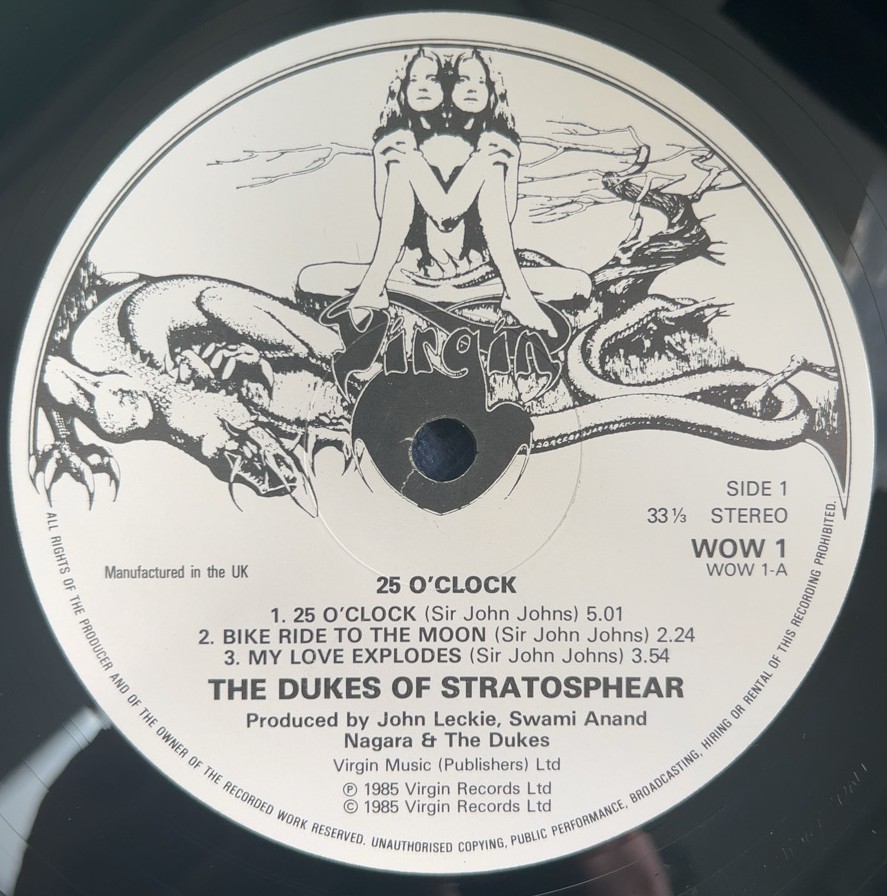 Virgin
SIDE 1
33⅓ STEREO
WOW 1
WOW 1-A
Manufactured in the UK
25 O'CLOCK
1. 25 O'CLOCK (Sir John Johns) 5.01
2. BIKE RIDE TO THE MOON (Sir John Johns) 2.24
3. MY LOVE EXPLODES (Sir John Johns) 3.54
THE DUKES OF STRATOSPHEAR
Produced by John Leckie, Swami Anand
Nagara & The Dukes
Virgin Music (Publishers) Ltd
℗ 1985 Virgin Records Ltd
© 1985 Virgin Records Ltd
ALL RIGHTS OF THE PRODUCER AND OF THE OWNER OF THE RECORDED WORK RESERVED. UNAUTHORISED COPYING, PUBLIC PERFORMANCE, BROADCASTING, HIRING OR RENTAL OF THIS RECORDING PROHIBITED.